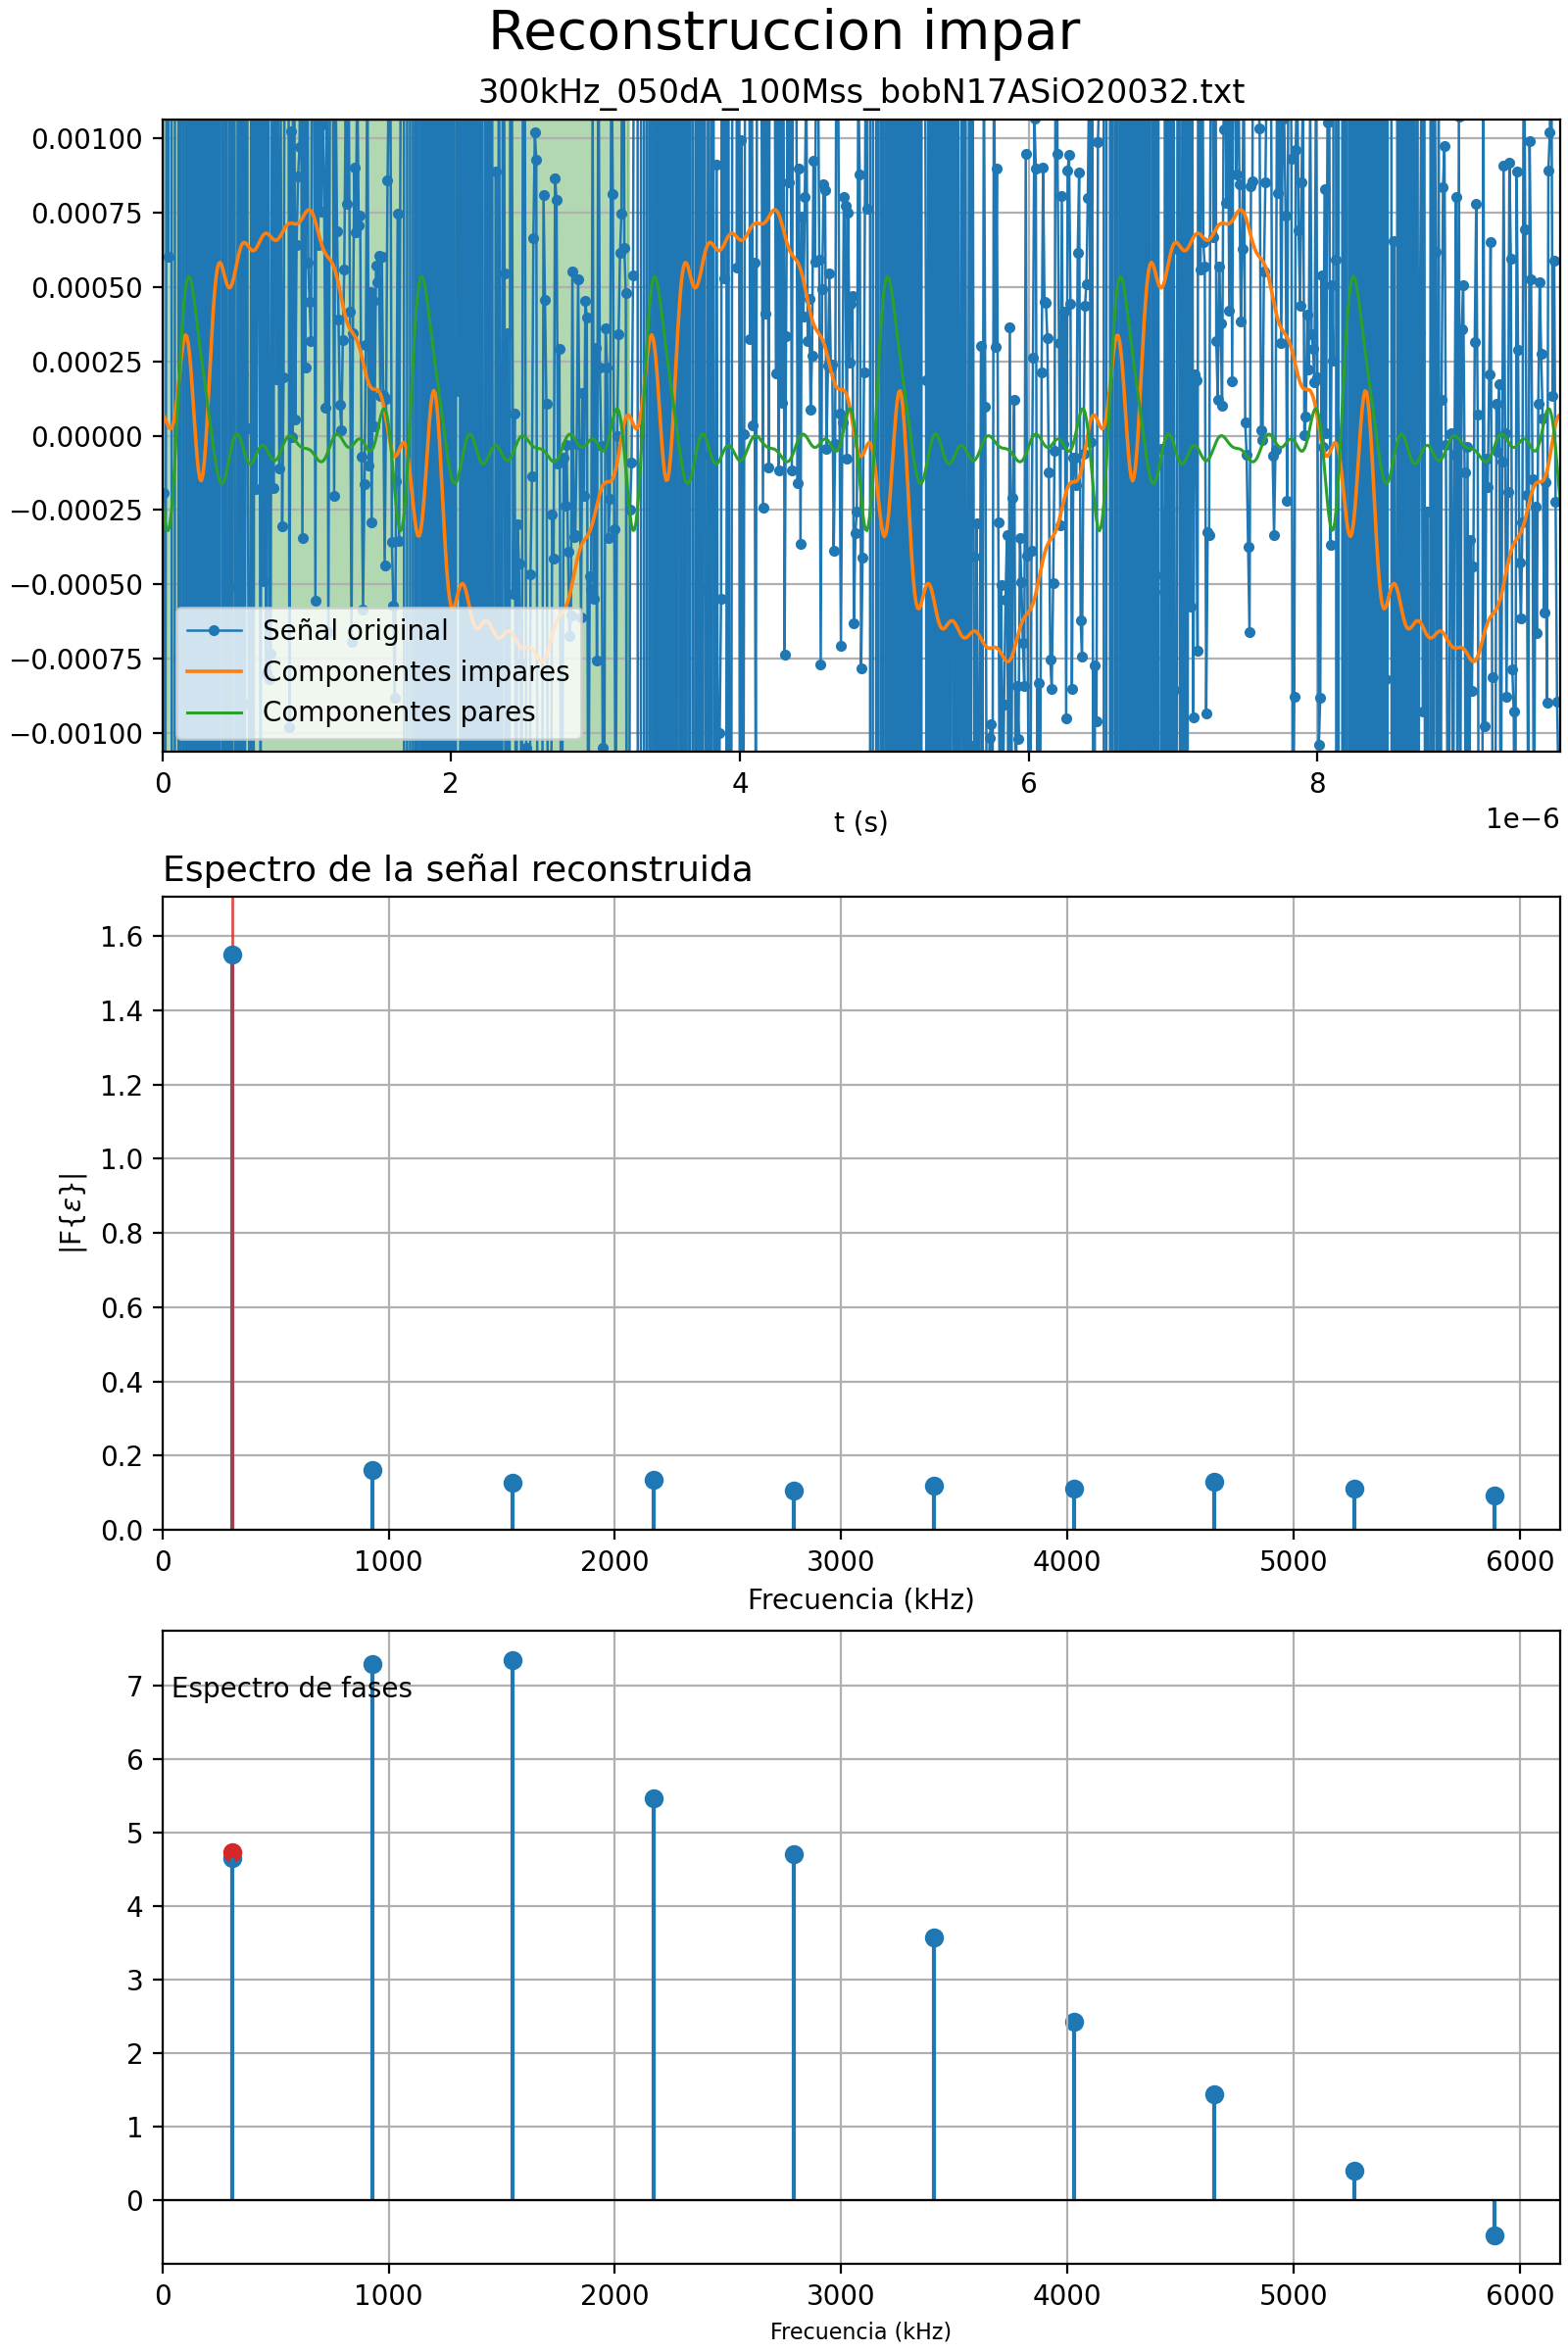 Reconstruccion impar
300kHz_050dA_100Mss_bobN17ASiO20032.txt
0.00100
0.00075
0.00050
0.00025
0.00000
−0.00025
−0.00050
−0.00075
−0.00100
Señal original
Componentes impares
Componentes pares
0 2 4 6 8
1e−6
t (s)
Espectro de la señal reconstruida
1.6
1.4
1.2
1.0
0.8
0.6
0.4
0.2
0.0
|F{ε}|
0 1000 2000 3000 4000 5000 6000
Frecuencia (kHz)
Espectro de fases
7
6
5
4
3
2
1
0
0 1000 2000 3000 4000 5000 6000
Frecuencia (kHz)